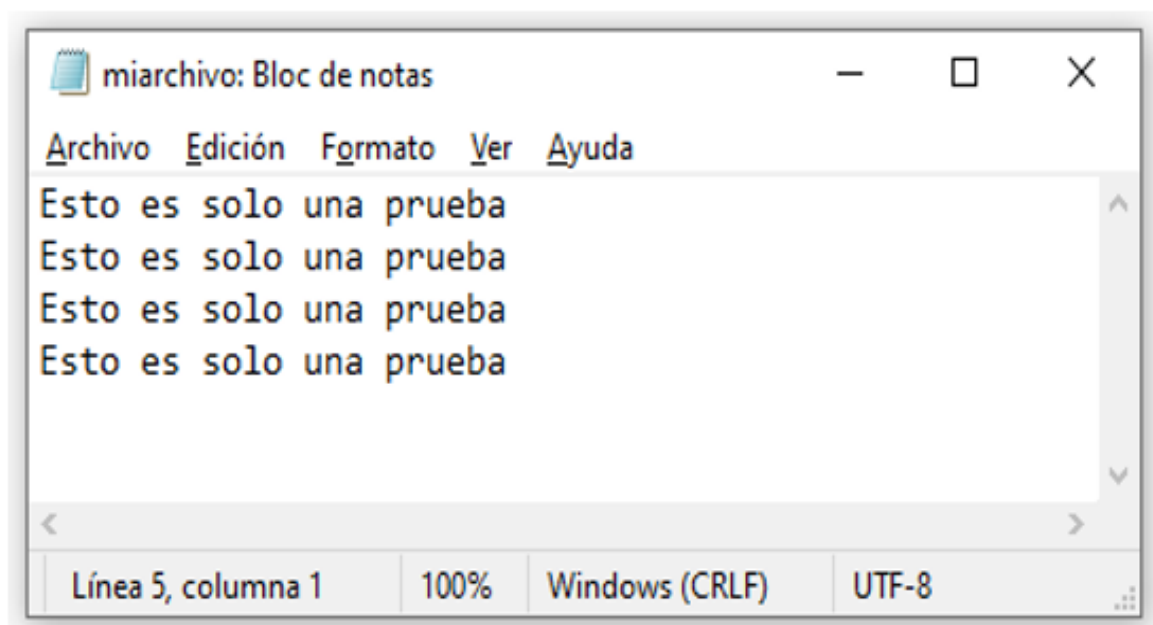 miarchivo: Bloc de notas
Archivo Edición Formato Ver Ayuda
Esto es solo una prueba
Esto es solo una prueba
Esto es solo una prueba
Esto es solo una prueba
Línea 5, columna 1 100% Windows (CRLF) UTF-8